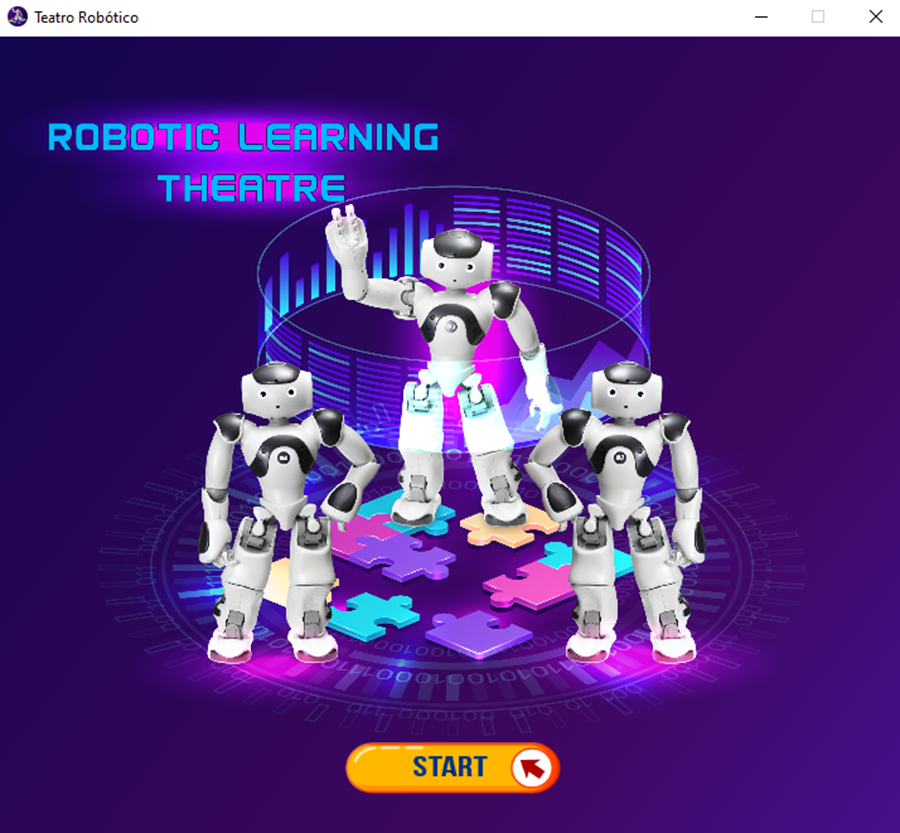 Teatro Robótico
ROBOTIC LEARNING
THEATRE
START